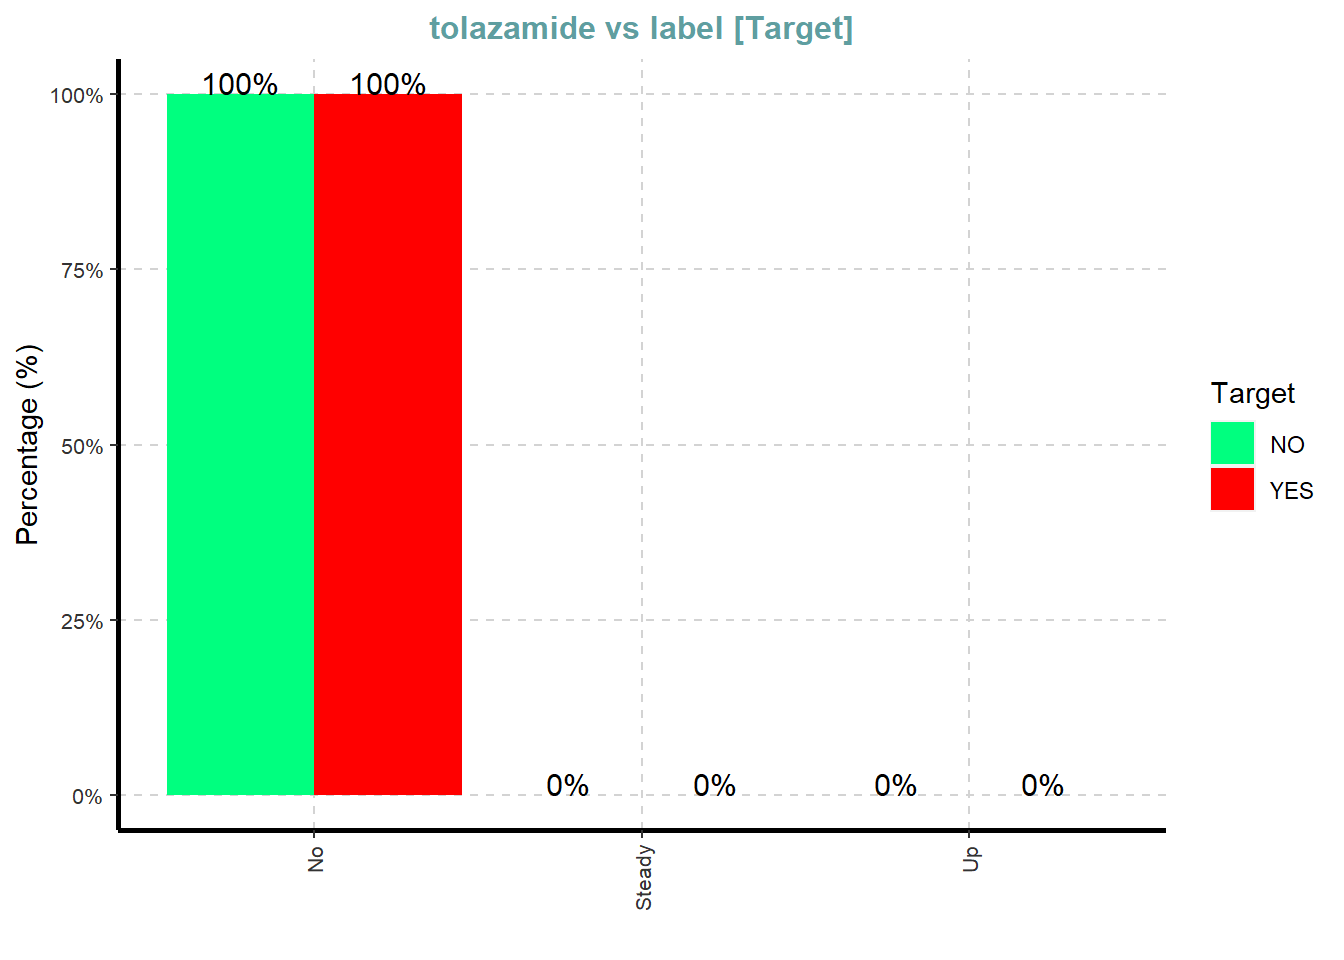 tolazamide vs label [Target]
100% 100%
100%
75%
50%
25%
0%
0% 0% 0% 0%
Percentage (%)
No
Steady
Up
Target
NO
YES